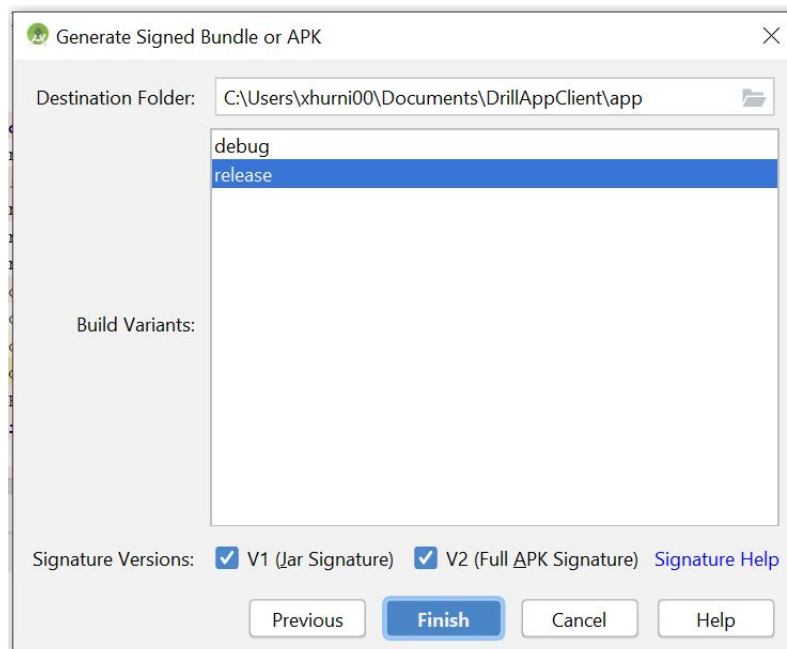 Generate Signed Bundle or APK
Destination Folder: C:\Users\xhurni00\Documents\DrillAppClient\app
debug
release
Build Variants:
Signature Versions: V1 (Jar Signature) V2 (Full APK Signature) Signature Help
Previous Finish Cancel Help